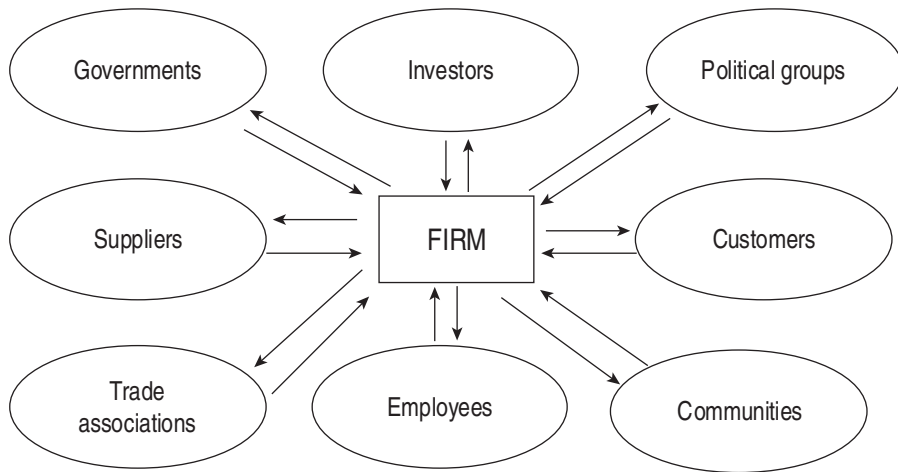 Governments
Investors
Political groups
Suppliers
FIRM
Customers
Trade
associations
Employees
Communities